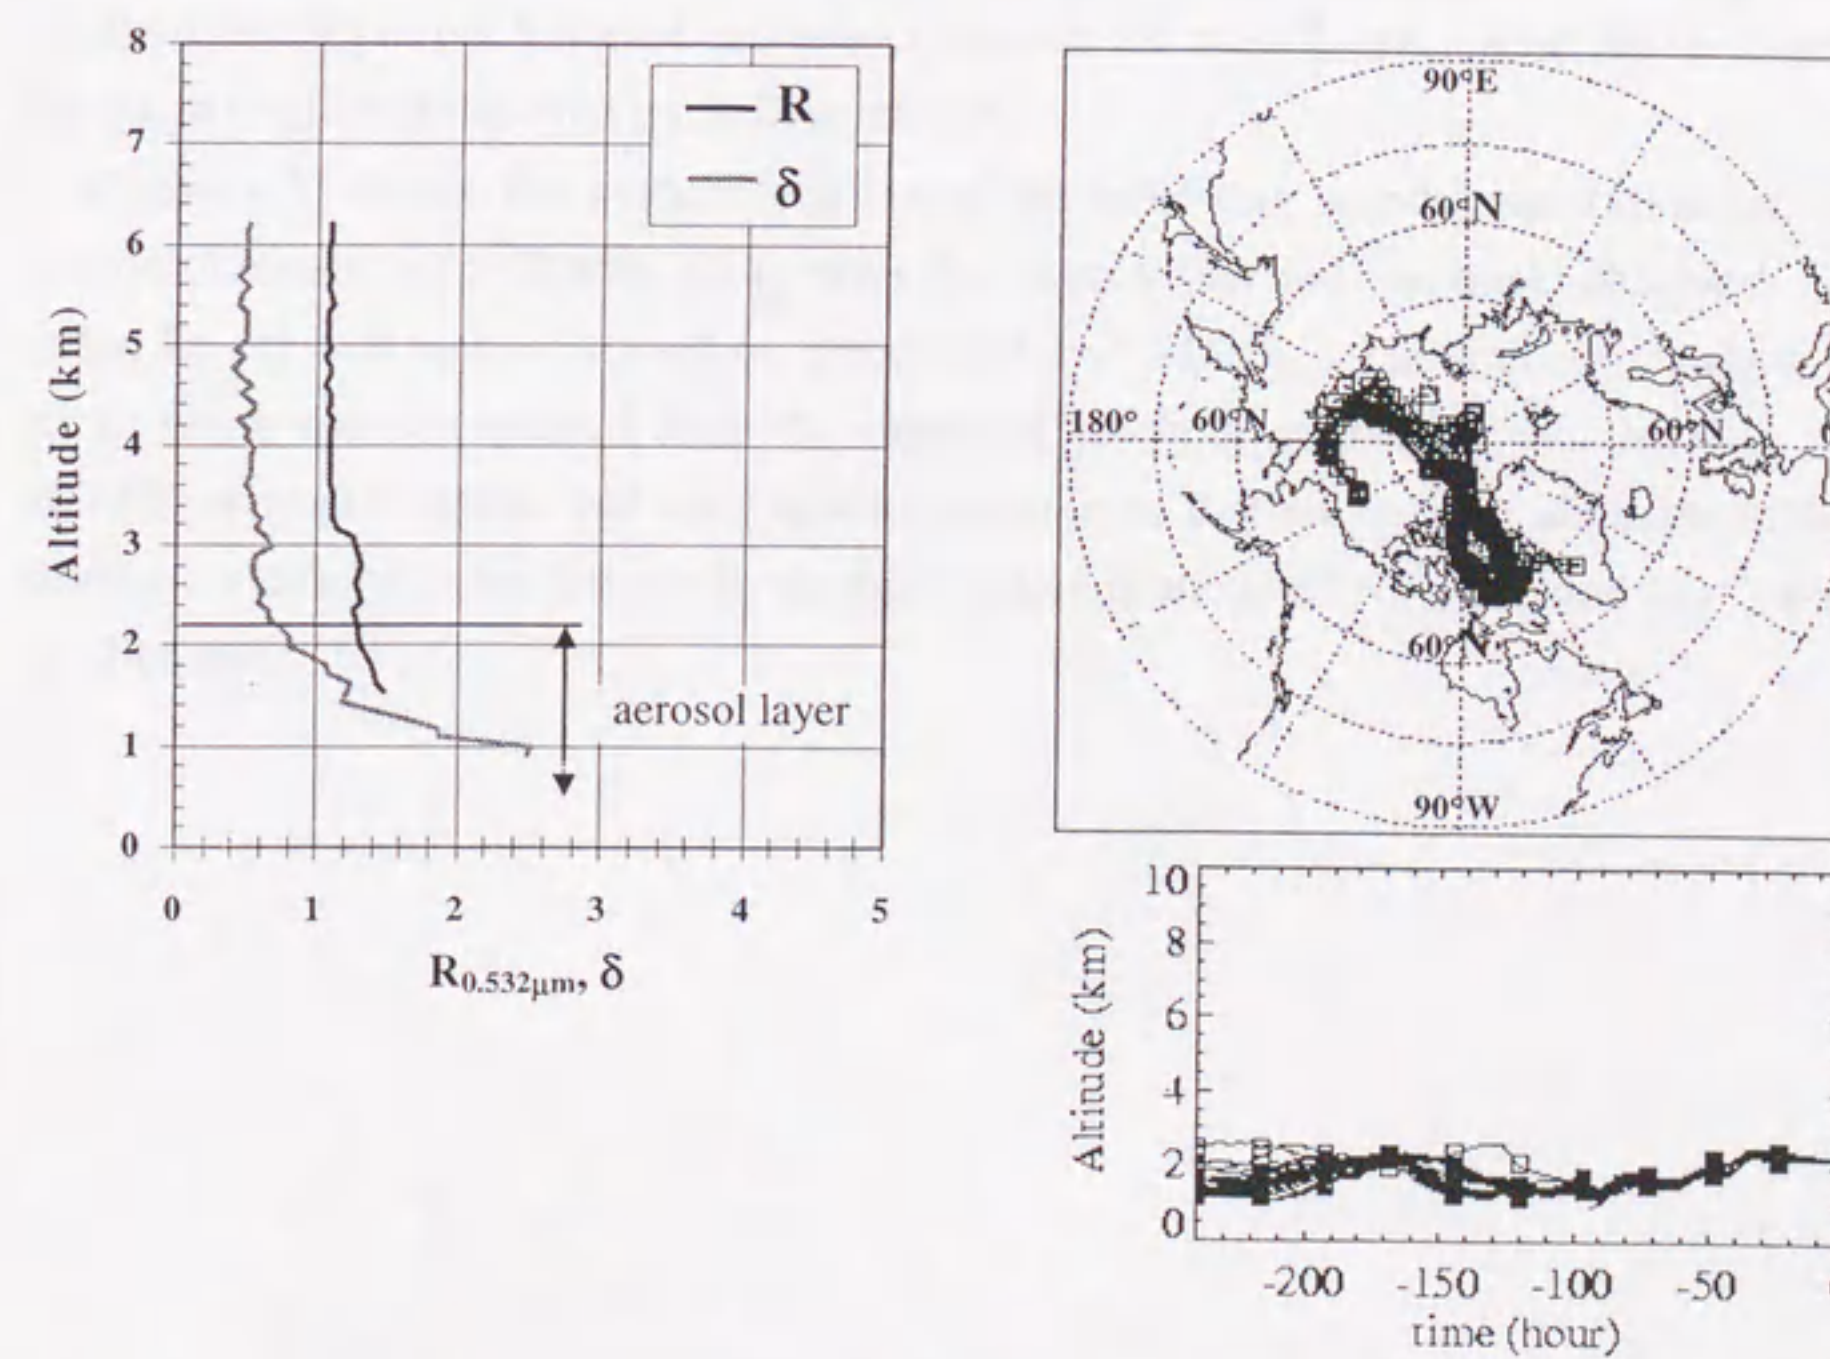 8
7
6
5
4
3
2
1
0
Altitude (km)
R
δ
aerosol layer
0 1 2 3 4 5
R0.532μm, δ
90°E
60°N
180° 60°N 60°N
60°N
90°W
10
8
6
4
2
0
Altitude (km)
-200 -150 -100 -50
time (hour)